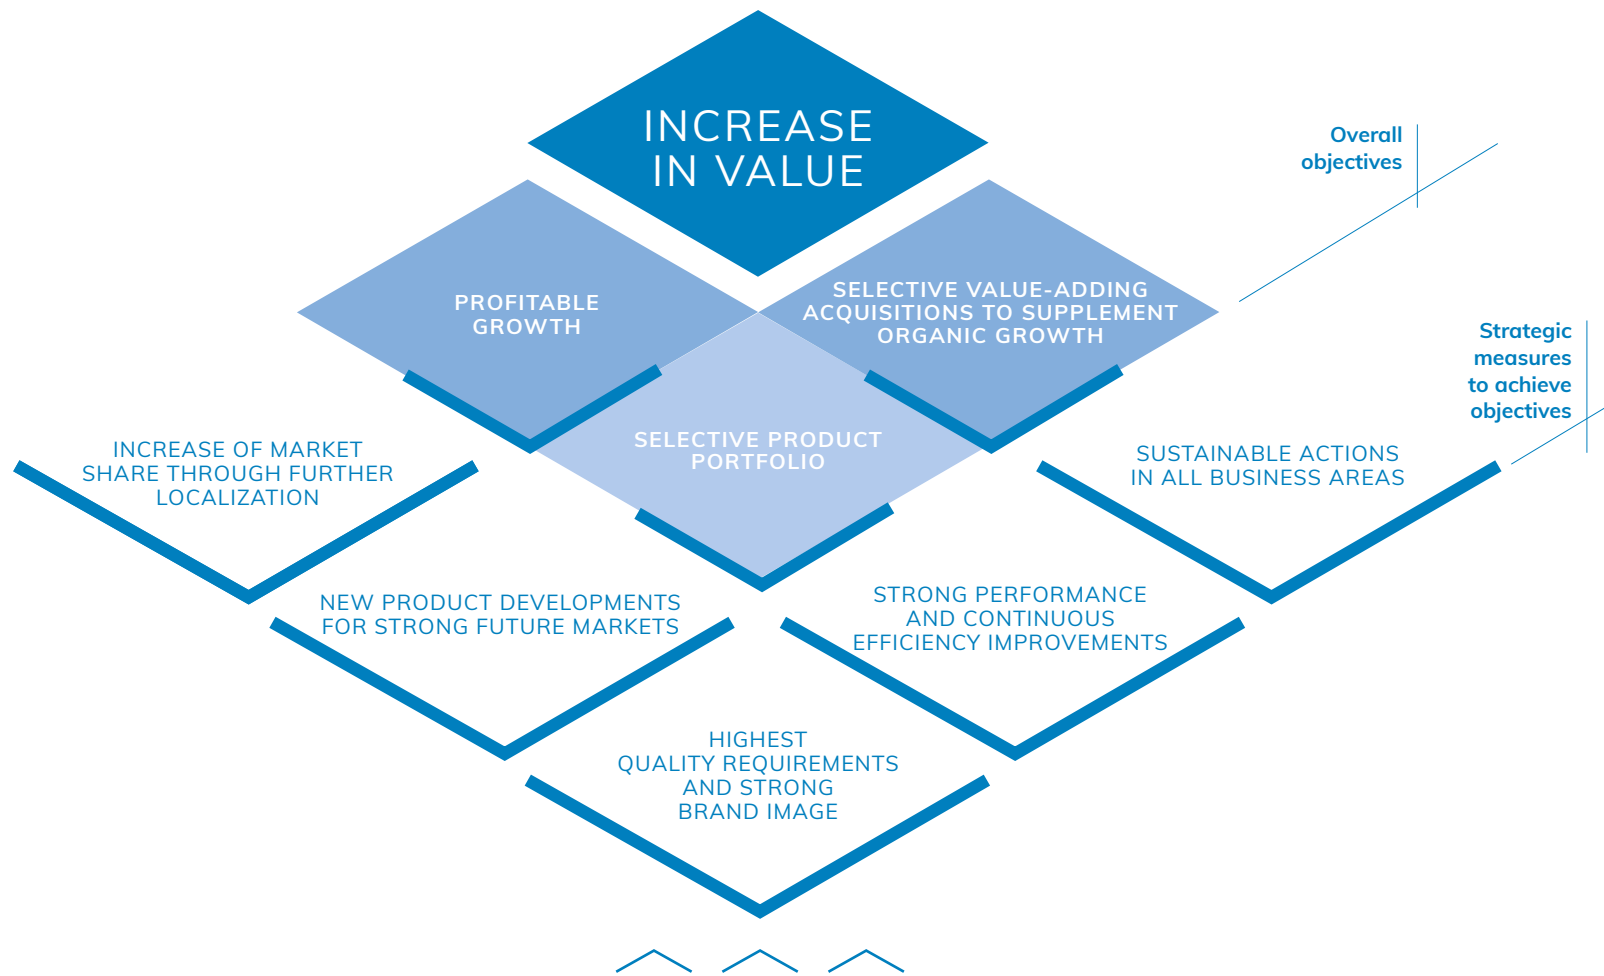 INCREASE
IN VALUE
Overall
objectives
PROFITABLE
GROWTH
SELECTIVE VALUE-ADDING
ACQUISITIONS TO SUPPLEMENT
ORGANIC GROWTH
Strategic
measures
to achieve
objectives
SELECTIVE PRODUCT
PORTFOLIO
INCREASE OF MARKET
SHARE THROUGH FURTHER
LOCALIZATION
SUSTAINABLE ACTIONS
IN ALL BUSINESS AREAS
NEW PRODUCT DEVELOPMENTS
FOR STRONG FUTURE MARKETS
STRONG PERFORMANCE
AND CONTINUOUS
EFFICIENCY IMPROVEMENTS
HIGHEST
QUALITY REQUIREMENTS
AND STRONG
BRAND IMAGE